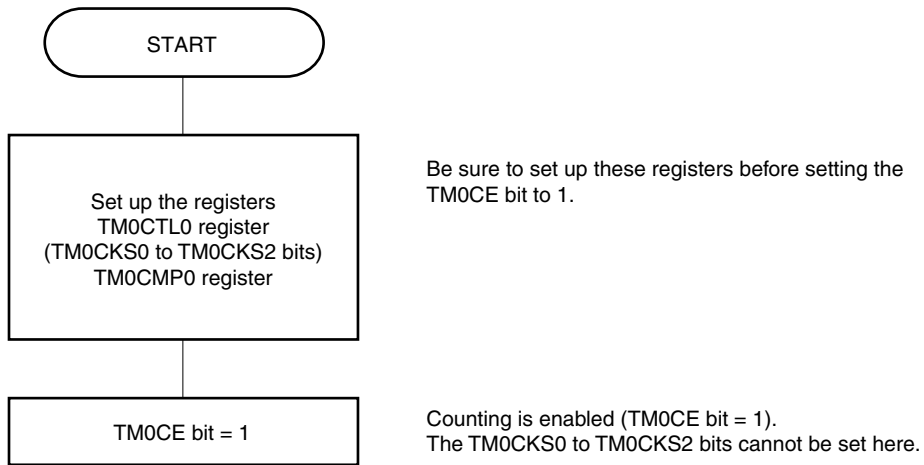 START
Set up the registers
TM0CTL0 register
(TM0CKS0 to TM0CKS2 bits)
TM0CMP0 register
Be sure to set up these registers before setting the
TM0CE bit to 1.
TM0CE bit = 1
Counting is enabled (TM0CE bit = 1).
The TM0CKS0 to TM0CKS2 bits cannot be set here.